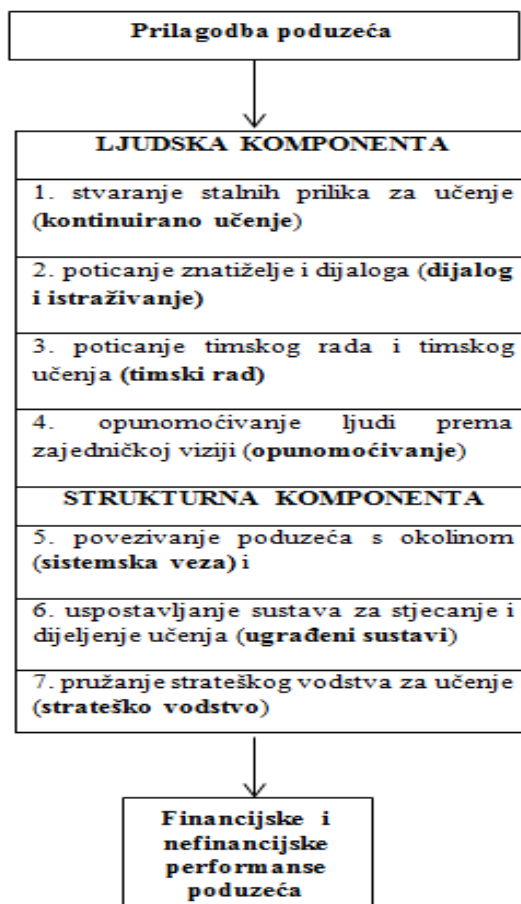 Prilagodba poduzeća
LJUDSKA KOMPONENTA
1. stvaranje stalnih prilika za učenje
(kontinuirano učenje)
2. poticanje znatiželje i dijaloga (dijalog
i istraživanje)
3. poticanje timskog rada i timskog
učenja (timski rad)
4. opunomoćivanje ljudi prema
zajedničkoj viziji (opunomoćivanje)
STRUKTURNA KOMPONENTA
5. povezivanje poduzeća s okolinom
(sistemska veza) i
6. uspostavljanje sustava za stjecanje i
dijeljenje učenja (ugrađeni sustavi)
7. pružanje strateškog vodstva za učenje
(strateško vodstvo)
Financijske i
nefinancijske
performanse
poduzeća